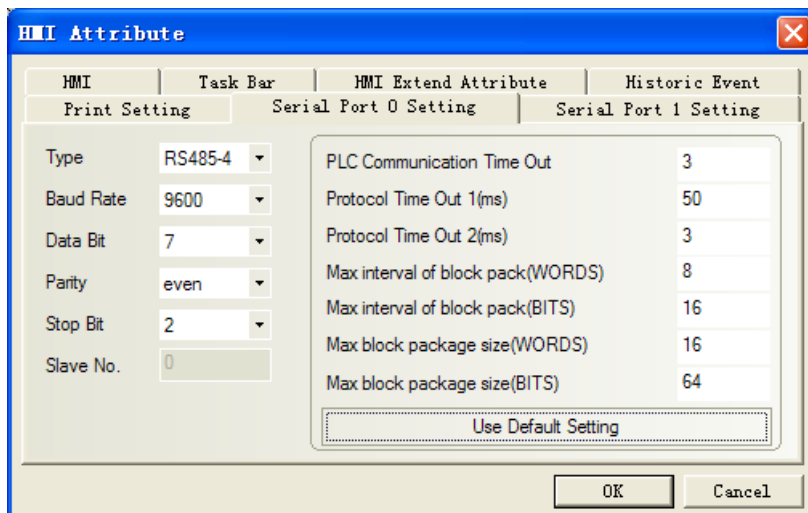 HMI Attribute
HMI Task Bar HMI Extend Attribute Historic Event
Print Setting Serial Port 0 Setting Serial Port 1 Setting
Type RS485-4
Baud Rate 9600
Data Bit 7
Parity even
Stop Bit 2
Slave No. 0
PLC Communication Time Out 3
Protocol Time Out 1(ms) 50
Protocol Time Out 2(ms) 3
Max interval of block pack(WORDS) 8
Max interval of block pack(BITS) 16
Max block package size(WORDS) 16
Max block package size(BITS) 64
Use Default Setting
OK Cancel